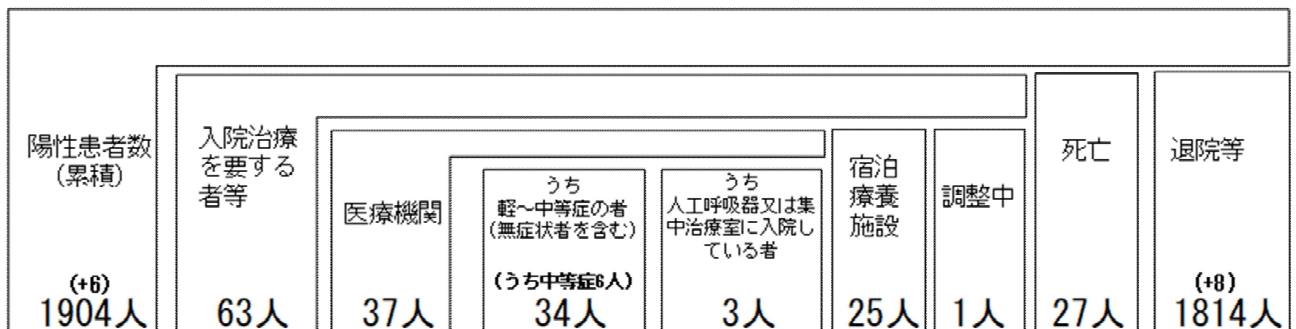 陽性患者数
(累積)
(+6)
1904人
入院治療
を要する
者等
63人
医療機関
37人
うち
軽～中等症の者
(無症状者を含む)
(うち中等症6人)
34人
うち
人工呼吸器又は集
中治療室に入院し
ている者
3人
宿泊
療養
施設
25人
調整中
1人
死亡
27人
退院等
(+8)
1814人